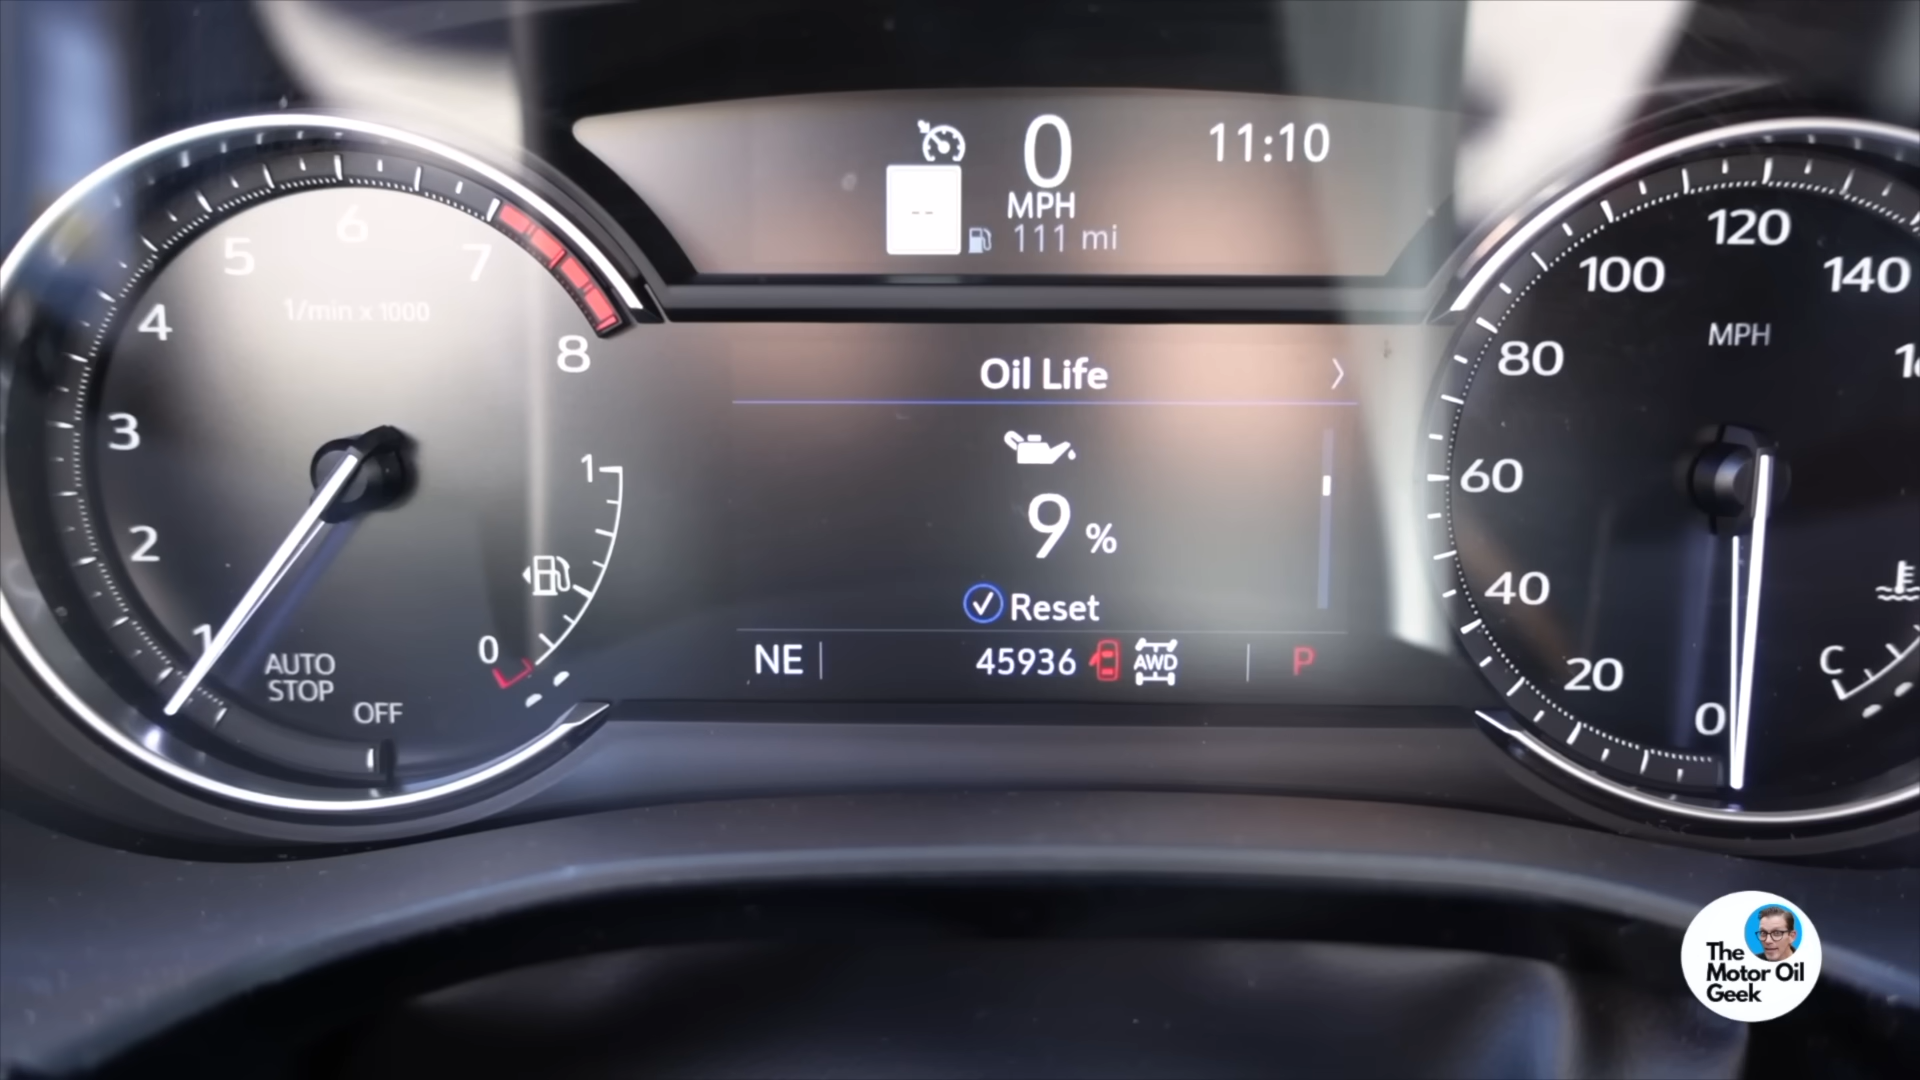 0
MPH
111 mi
--
11:10
1/min x 1000
1
2
3
4
5
6
7
8
AUTO
STOP
OFF
1
0
Oil Life
9 %
Reset
NE
45936
AWD
P
MPH
0
20
40
60
80
100
120
140
C
The
Motor Oil
Geek